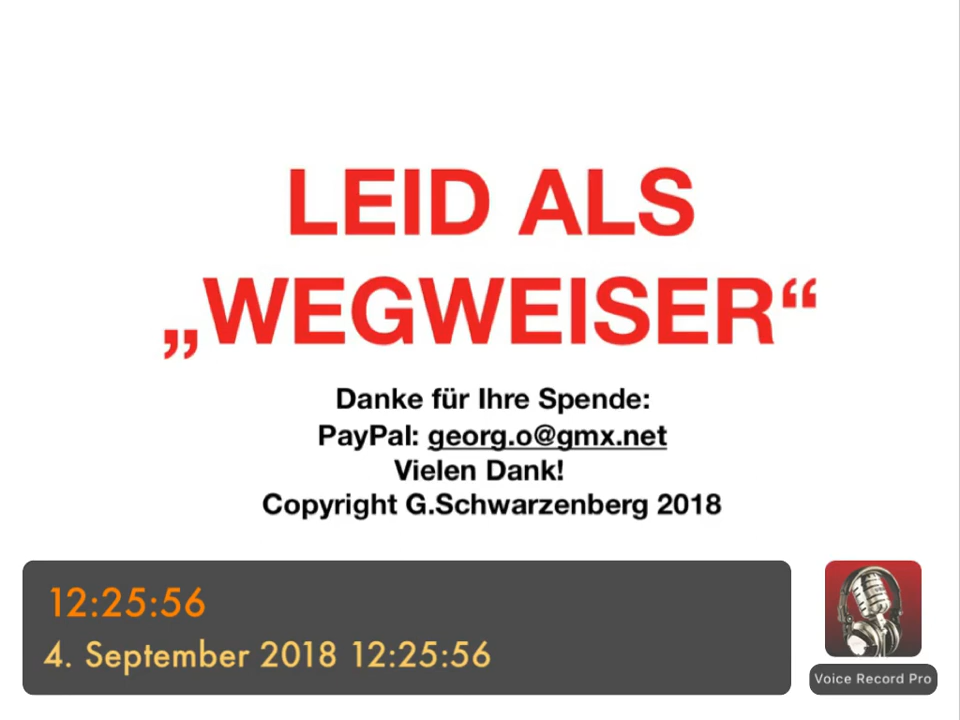 LEID ALS
„WEGWEISER“
Danke für Ihre Spende:
PayPal: georg.o@gmx.net
Vielen Dank!
Copyright G.Schwarzenberg 2018
12:25:56
4. September 2018 12:25:56
Voice Record Pro